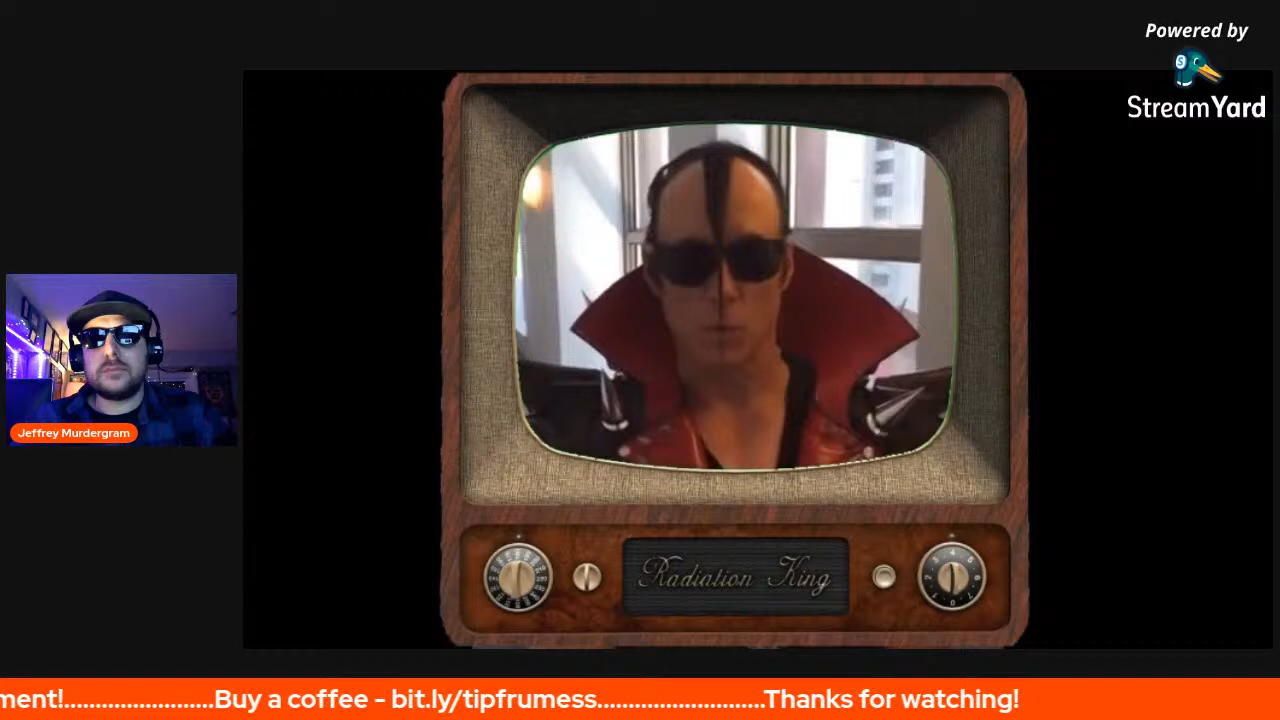 Powered by
StreamYard
Jeffrey Murdergram
Radiation King
ment!.......................Buy a coffee - bit.ly/tipfrumess.........................Thanks for watching!